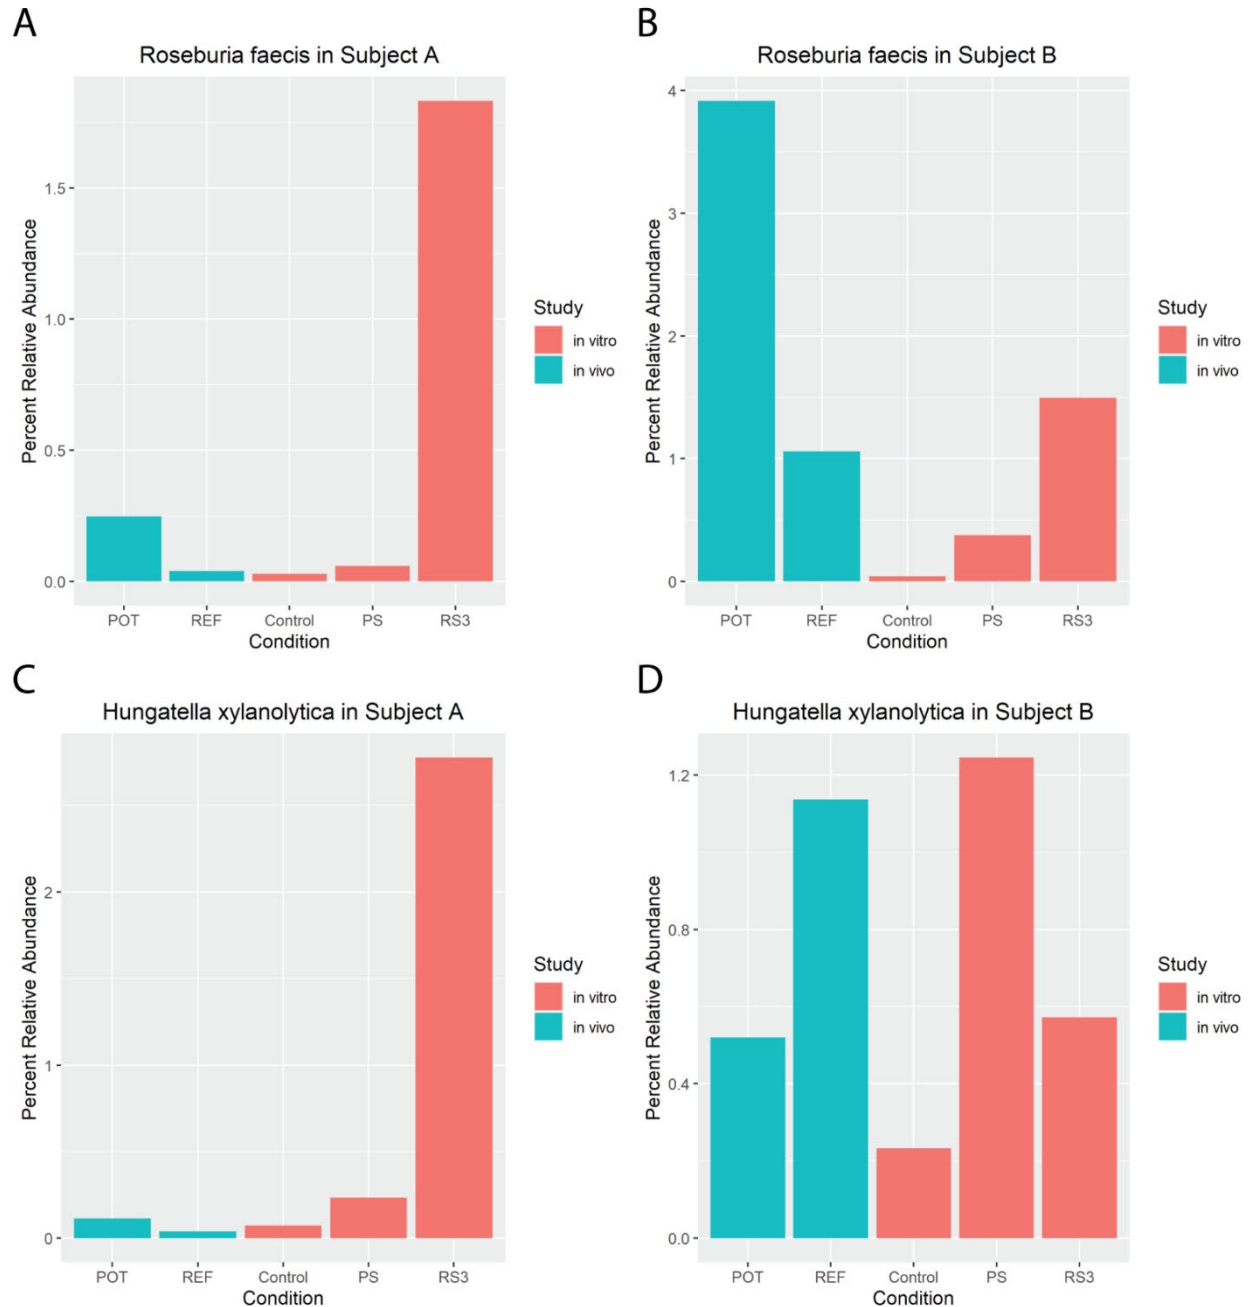 A
Roseburia faecis in Subject A
Percent Relative Abundance
1.5
1.0
0.5
0.0
POT REF Control PS RS3
Condition
Study
in vitro
in vivo
B
Roseburia faecis in Subject B
Percent Relative Abundance
4
3
2
1
0
POT REF Control PS RS3
Condition
Study
in vitro
in vivo
C
Hungatella xylanolytica in Subject A
Percent Relative Abundance
2
1
0
POT REF Control PS RS3
Condition
Study
in vitro
in vivo
D
Hungatella xylanolytica in Subject B
Percent Relative Abundance
1.2
0.8
0.4
0.0
POT REF Control PS RS3
Condition
Study
in vitro
in vivo